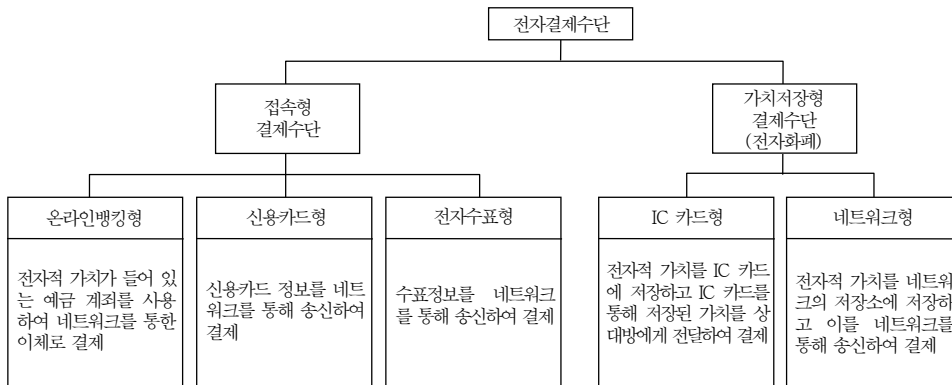 전자결제수단
접속형
결제수단
가치저장형
결제수단
(전자화폐)
온라인뱅킹형
전자적 가치가 들어 있
는 예금 계좌를 사용
하여 네트워크를 통한
이체로 결제
신용카드형
신용카드 정보를 네트
워크를 통해 송신하여
결제
전자수표형
수표정보를 네트워크
를 통해 송신하여 결제
IC 카드형
전자적 가치를 IC 카드
에 저장하고 IC 카드를
통해 저장된 가치를 상
대방에게 전달하여 결제
네트워크형
전자적 가치를 네트워
크의 저장소에 저장하
고 이를 네트워크를
통해 송신하여 결제